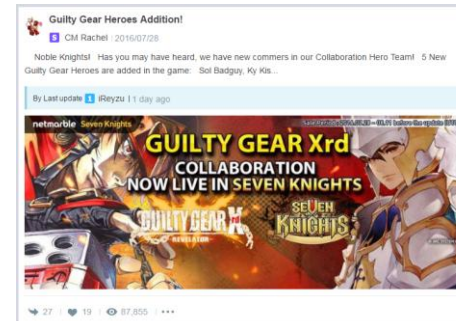 Guilty Gear Heroes Addition!
S CM Rachel 2016/07/28
Noble Knights! Has you may have heard, we have new commers in our Collaboration Hero Team! 5 New
Guilty Gear Heroes are added in the game: Sol Badguy, Ky Kis...
By Last update 1 iReyzu | 1 day ago
netmarble Seven Knights
GUILTY GEAR Xrd
COLLABORATION
NOW LIVE IN SEVEN KNIGHTS
GUILTY GEAR X
REVELATOR
SEVEN
KNIGHTS
27 19 87,855 ...